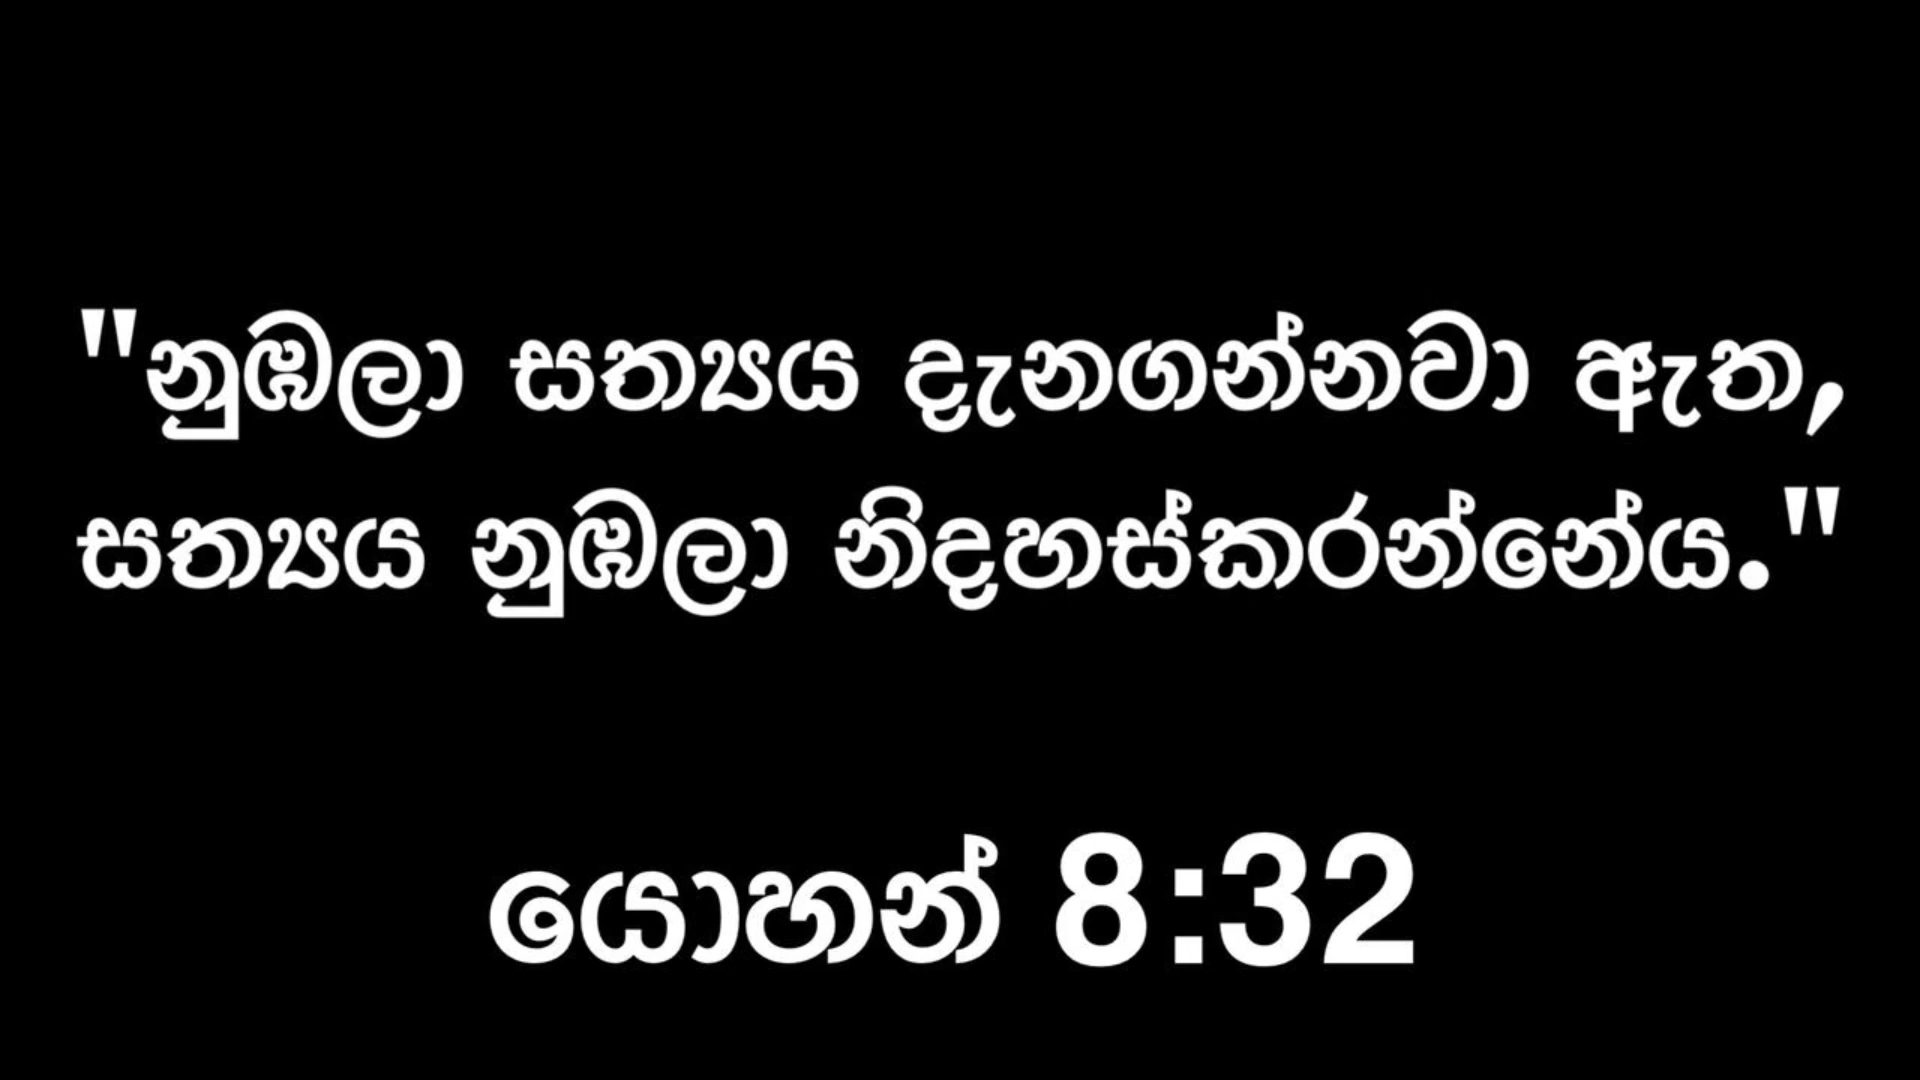 "නුඹලා සත්‍යය දැනගන්නවා ඇත,
සත්‍යය නුඹලා නිදහස්කරන්නේය."
යොහන් 8:32